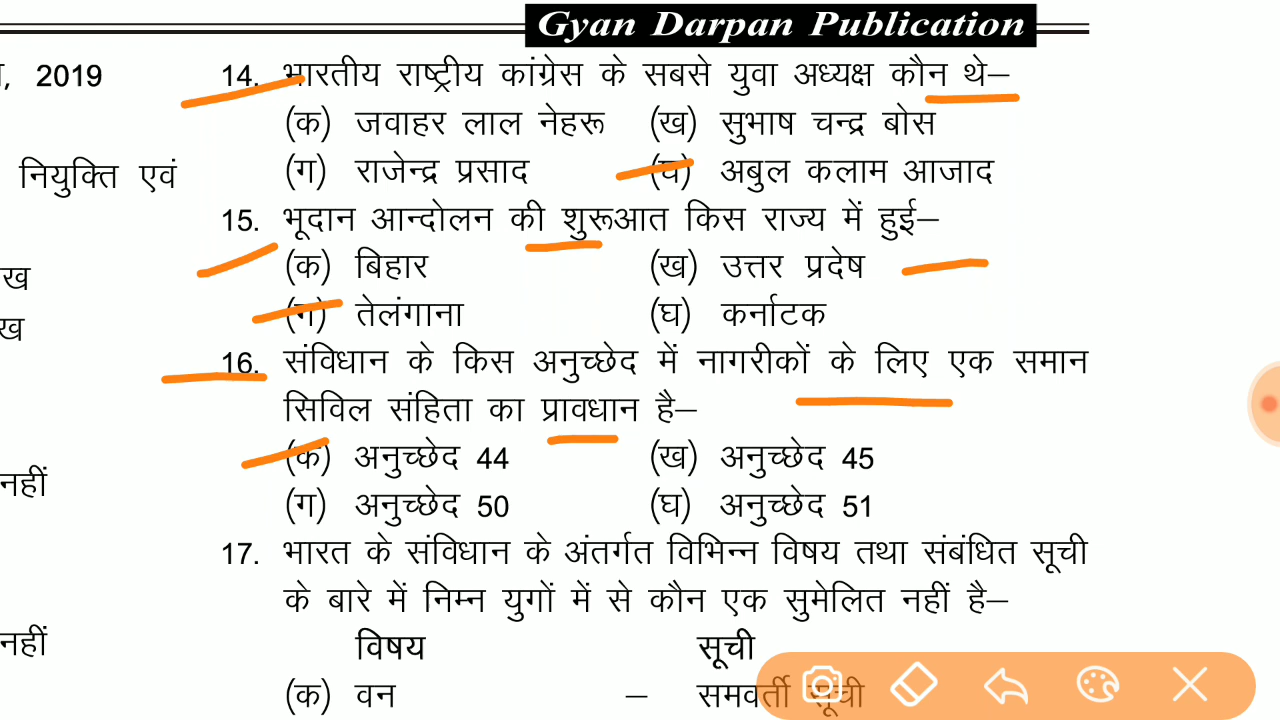 Gyan Darpan Publication
, 2019
नियुक्ति एवं
ख
ख
नहीं
नहीं
14. भारतीय राष्ट्रीय कांग्रेस के सबसे युवा अध्यक्ष कौन थे–
(क) जवाहर लाल नेहरू (ख) सुभाष चन्द्र बोस
(ग) राजेन्द्र प्रसाद (घ) अबुल कलाम आजाद
15. भूदान आन्दोलन की शुरूआत किस राज्य में हुई–
(क) बिहार (ख) उत्तर प्रदेष
(ग) तेलंगाना (घ) कर्नाटक
16. संविधान के किस अनुच्छेद में नागरीकों के लिए एक समान
सिविल संहिता का प्रावधान है–
(क) अनुच्छेद 44 (ख) अनुच्छेद 45
(ग) अनुच्छेद 50 (घ) अनुच्छेद 51
17. भारत के संविधान के अंतर्गत विभिन्न विषय तथा संबंधित सूची
के बारे में निम्न युगों में से कौन एक सुमेलित नहीं है–
विषय सूची
(क) वन – समवर्ती सूची